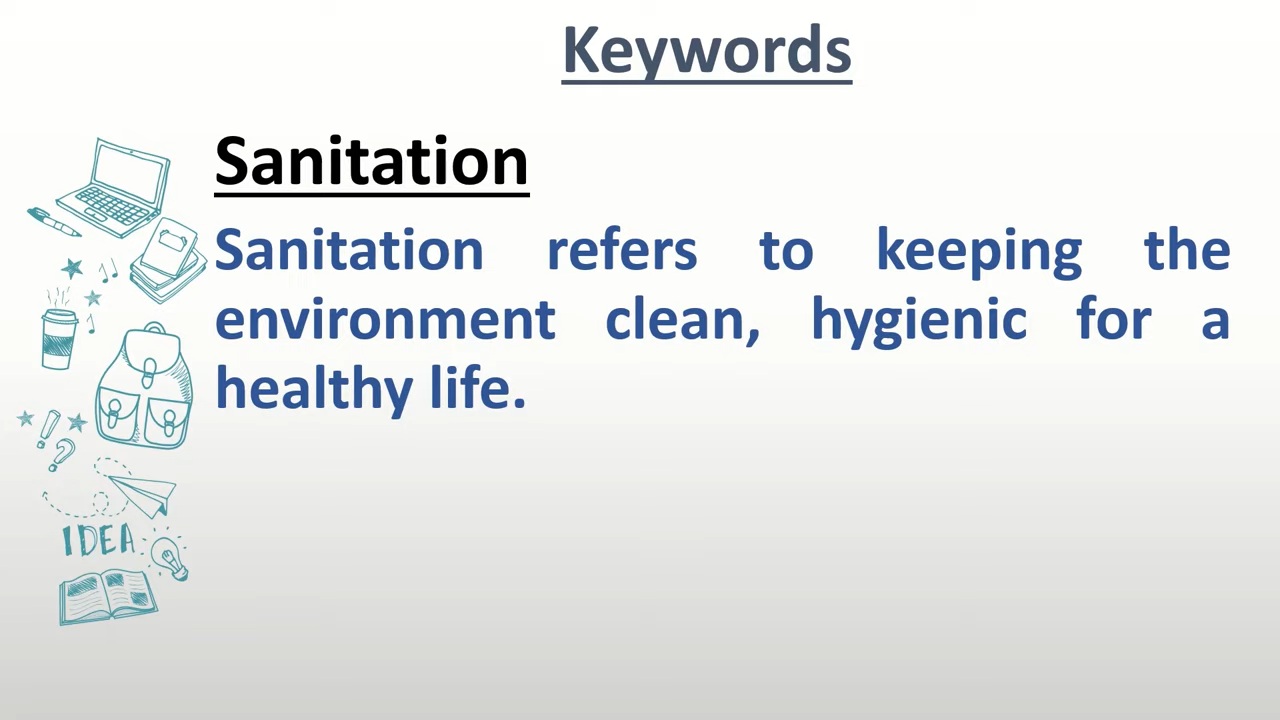 Keywords
Sanitation
Sanitation refers to keeping the
environment clean, hygienic for a
healthy life.
IDEA